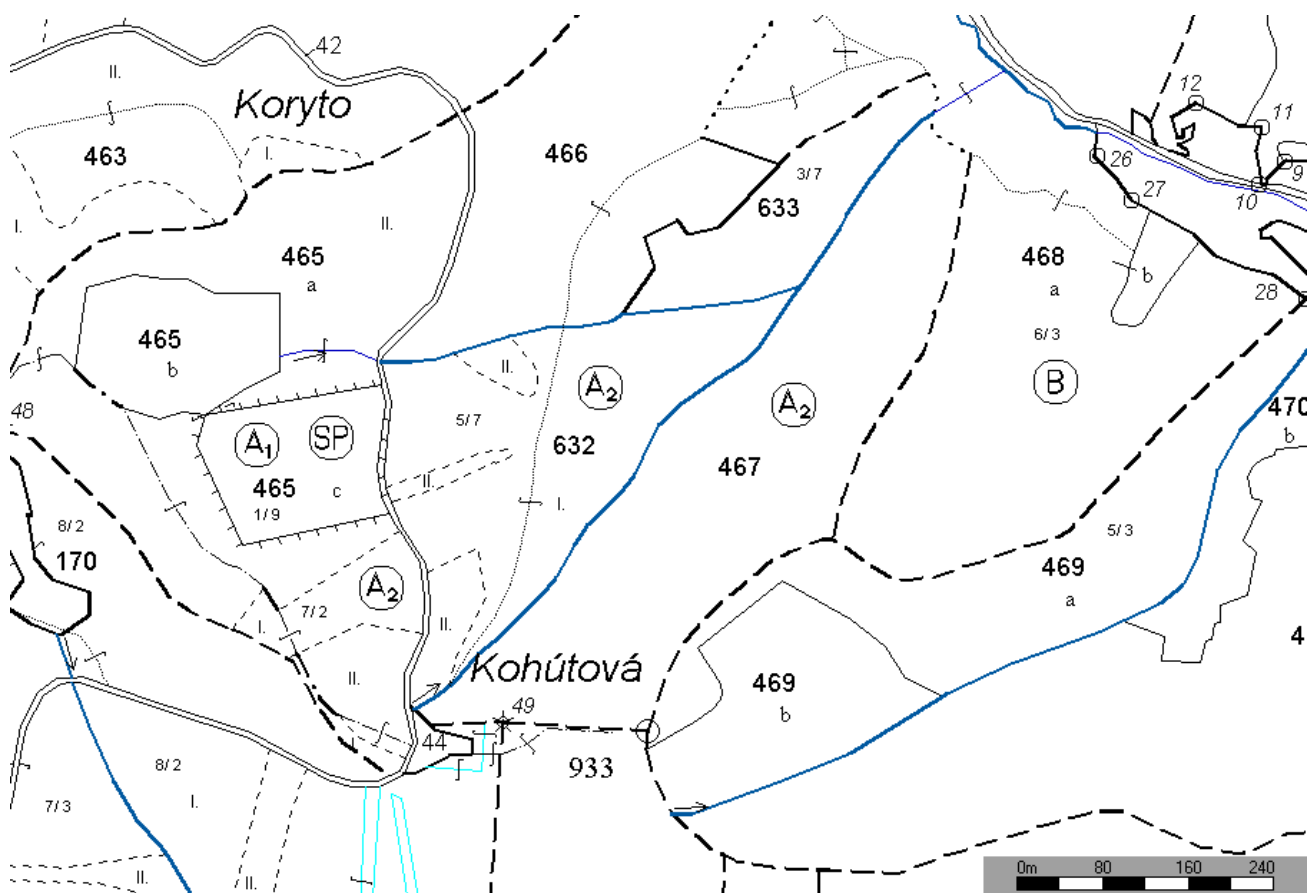 42
II.
Koryto
12
11
I.
463
466
26
9
3/7
10
27
633
I.
II.
465
a
468
a
b
28
465
b
6/3
II.
B
A2
A2
48
5/7
470
b
A1
SP
632
467
465
c
II.
1/9
I.
8/2
170
5/3
469
a
A2
7/2
I.
II.
4
Kohútová
II.
469
b
49
I.
44
933
8/2
7/3
I.
II.
II.
0m 80 160 240